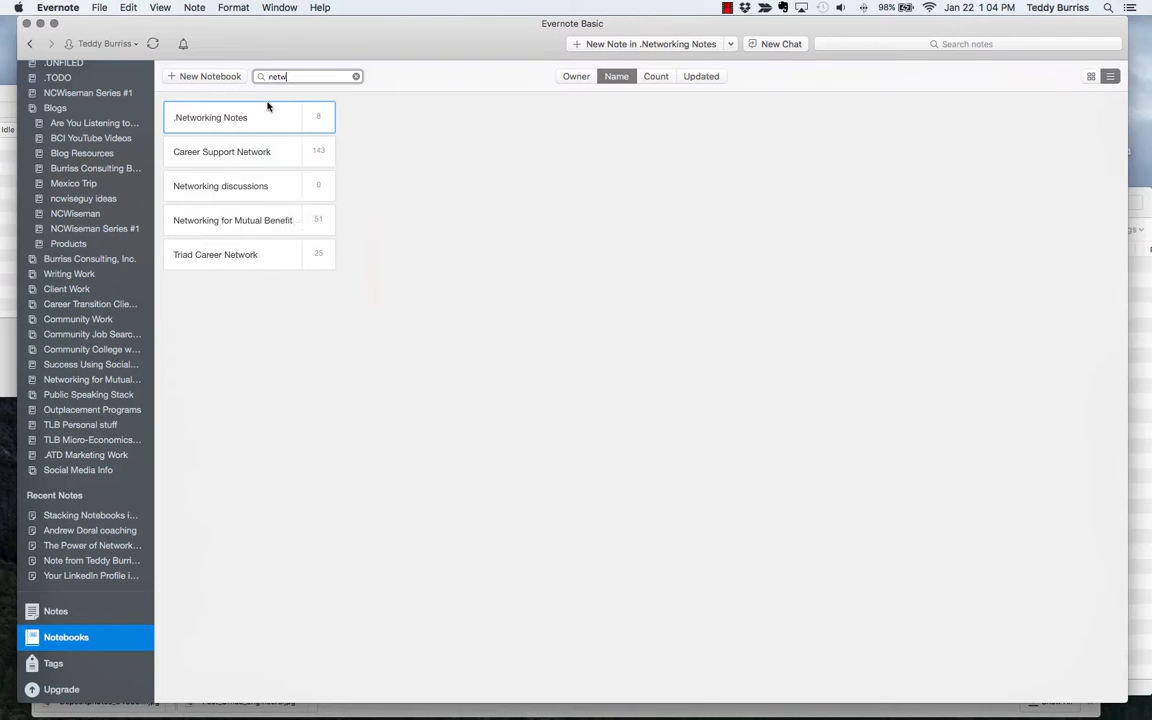 Evernote File Edit View Note Format Window Help 98% Jan 22 1:04 PM Teddy Burriss
Evernote Basic
Teddy Burriss New Note in .Networking Notes New Chat Search notes
New Notebook netw Owner Name Count Updated
.UNFILED
.TODO
NCWiseman Series #1
Blogs
Are You Listening to...
BCI YouTube Videos
Blog Resources
Burriss Consulting B...
Mexico Trip
ncwiseguy ideas
NCWiseman
NCWiseman Series #1
Products
Burriss Consulting, Inc.
Writing Work
Client Work
Career Transition Clie...
Community Work
Community Job Searc...
Community College w...
Success Using Social...
Networking for Mutual...
Public Speaking Stack
Outplacement Programs
TLB Personal stuff
TLB Micro-Economics...
.ATD Marketing Work
Social Media Info
Recent Notes
Stacking Notebooks i...
Andrew Doral coaching
The Power of Network...
Note from Teddy Burri...
Your LinkedIn Profile i...
Notes
Notebooks
Tags
Upgrade
.Networking Notes 8
Career Support Network 143
Networking discussions 0
Networking for Mutual Benefit 51
Triad Career Network 25
Idle